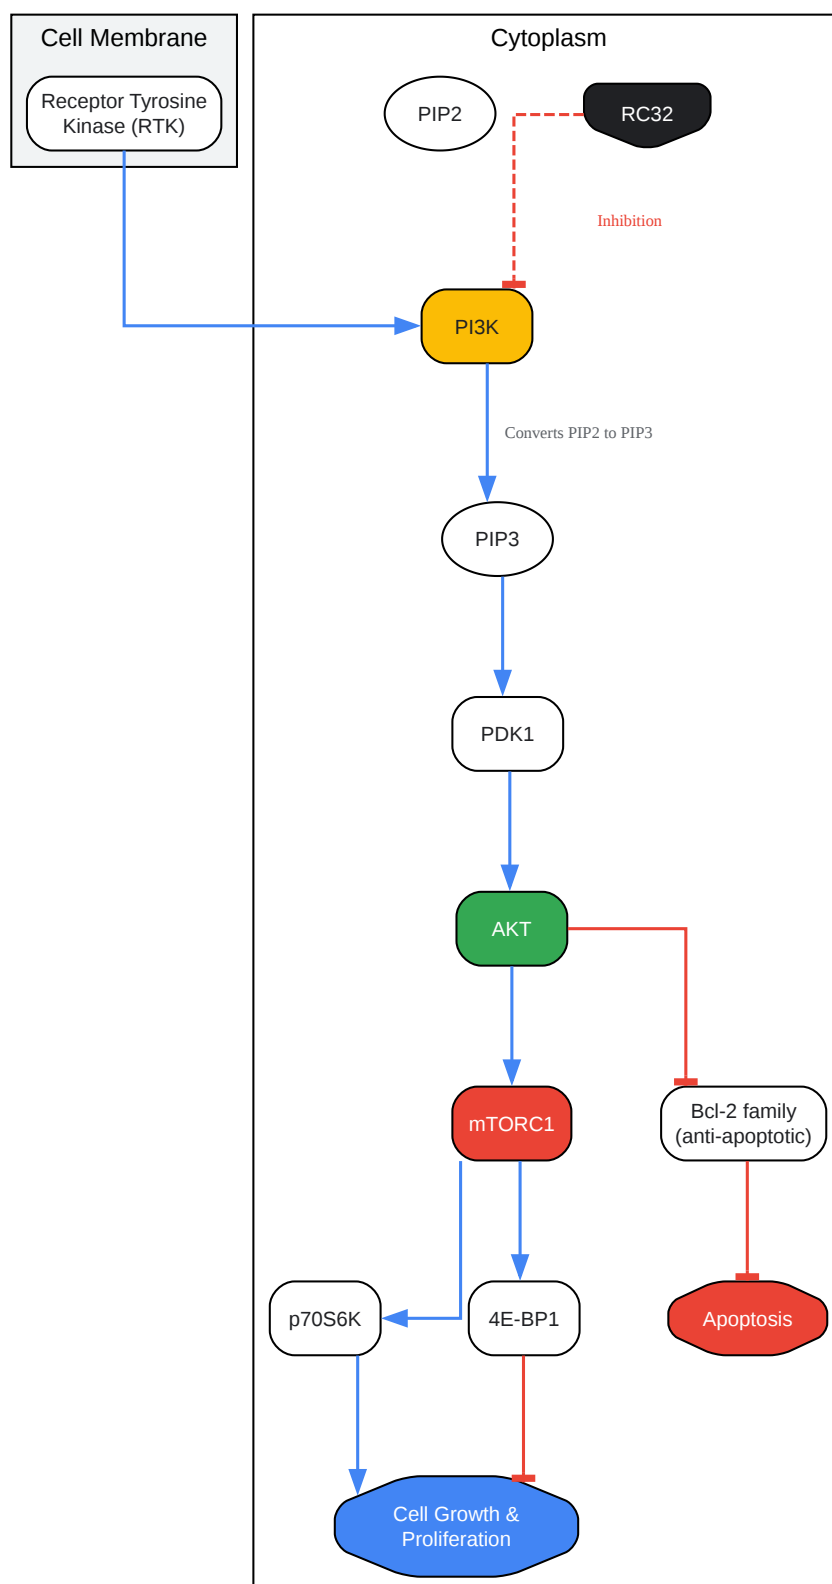 Cell Membrane
Cytoplasm
Receptor Tyrosine
Kinase (RTK)
PIP2
RC32
Inhibition
PI3K
Converts PIP2 to PIP3
PIP3
PDK1
AKT
mTORC1
Bcl-2 family
(anti-apoptotic)
p70S6K
4E-BP1
Apoptosis
Cell Growth &
Proliferation